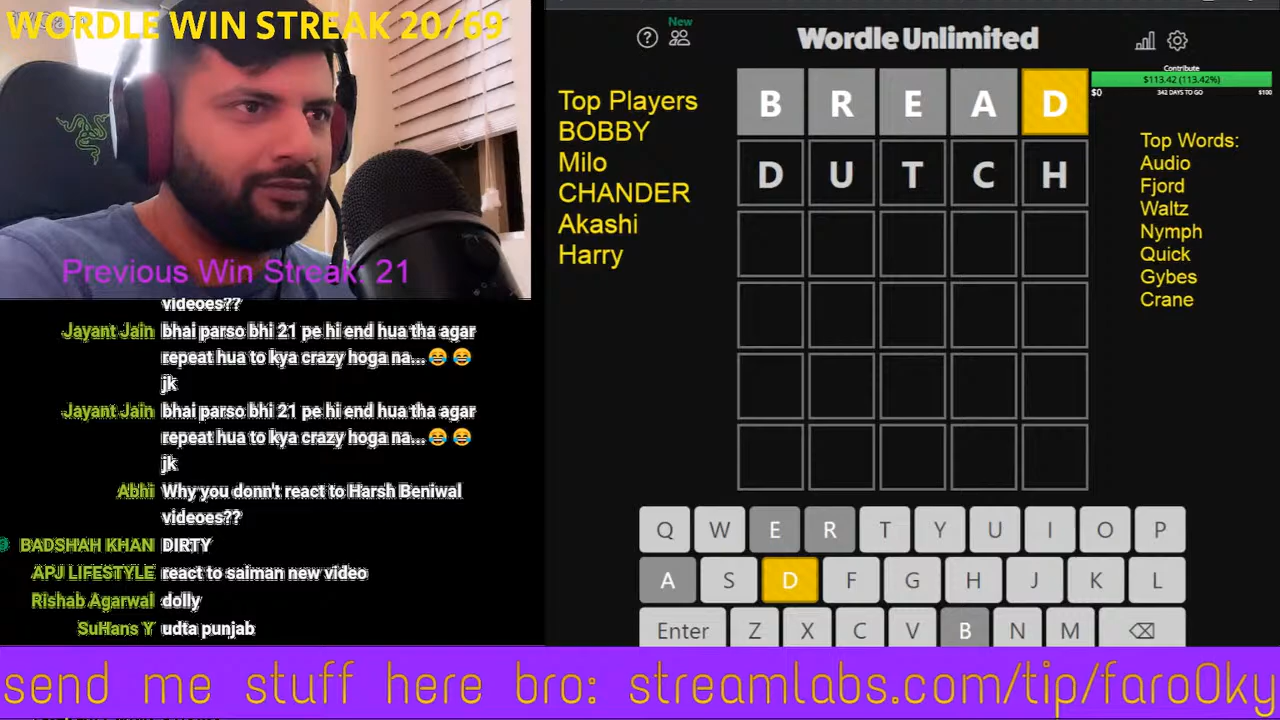 WORDLE WIN STREAK 20/69
Previous Win Streak: 21
videoes??
Jayant Jain bhai parso bhi 21 pe hi end hua tha agar
repeat hua to kya crazy hoga na... 😂 😂
jk
Jayant Jain bhai parso bhi 21 pe hi end hua tha agar
repeat hua to kya crazy hoga na... 😂 😂
jk
Abhi Why you donn't react to Harsh Beniwal
videoes??
BADSHAH KHAN DIRTY
APJ LIFESTYLE react to saiman new video
Rishab Agarwal dolly
SuHans Y udta punjab
Top Players
BOBBY
Milo
CHANDER
Akashi
Harry
?
New
Wordle Unlimited
B R E A D
D U T C H
Q W E R T Y U I O P
A S D F G H J K L
Enter Z X C V B N M
Contribute
$113.42 (113.42%)
$0 342 DAYS TO GO $100
Top Words:
Audio
Fjord
Waltz
Nymph
Quick
Gybes
Crane
send me stuff here bro: streamlabs.com/tip/faro0ky